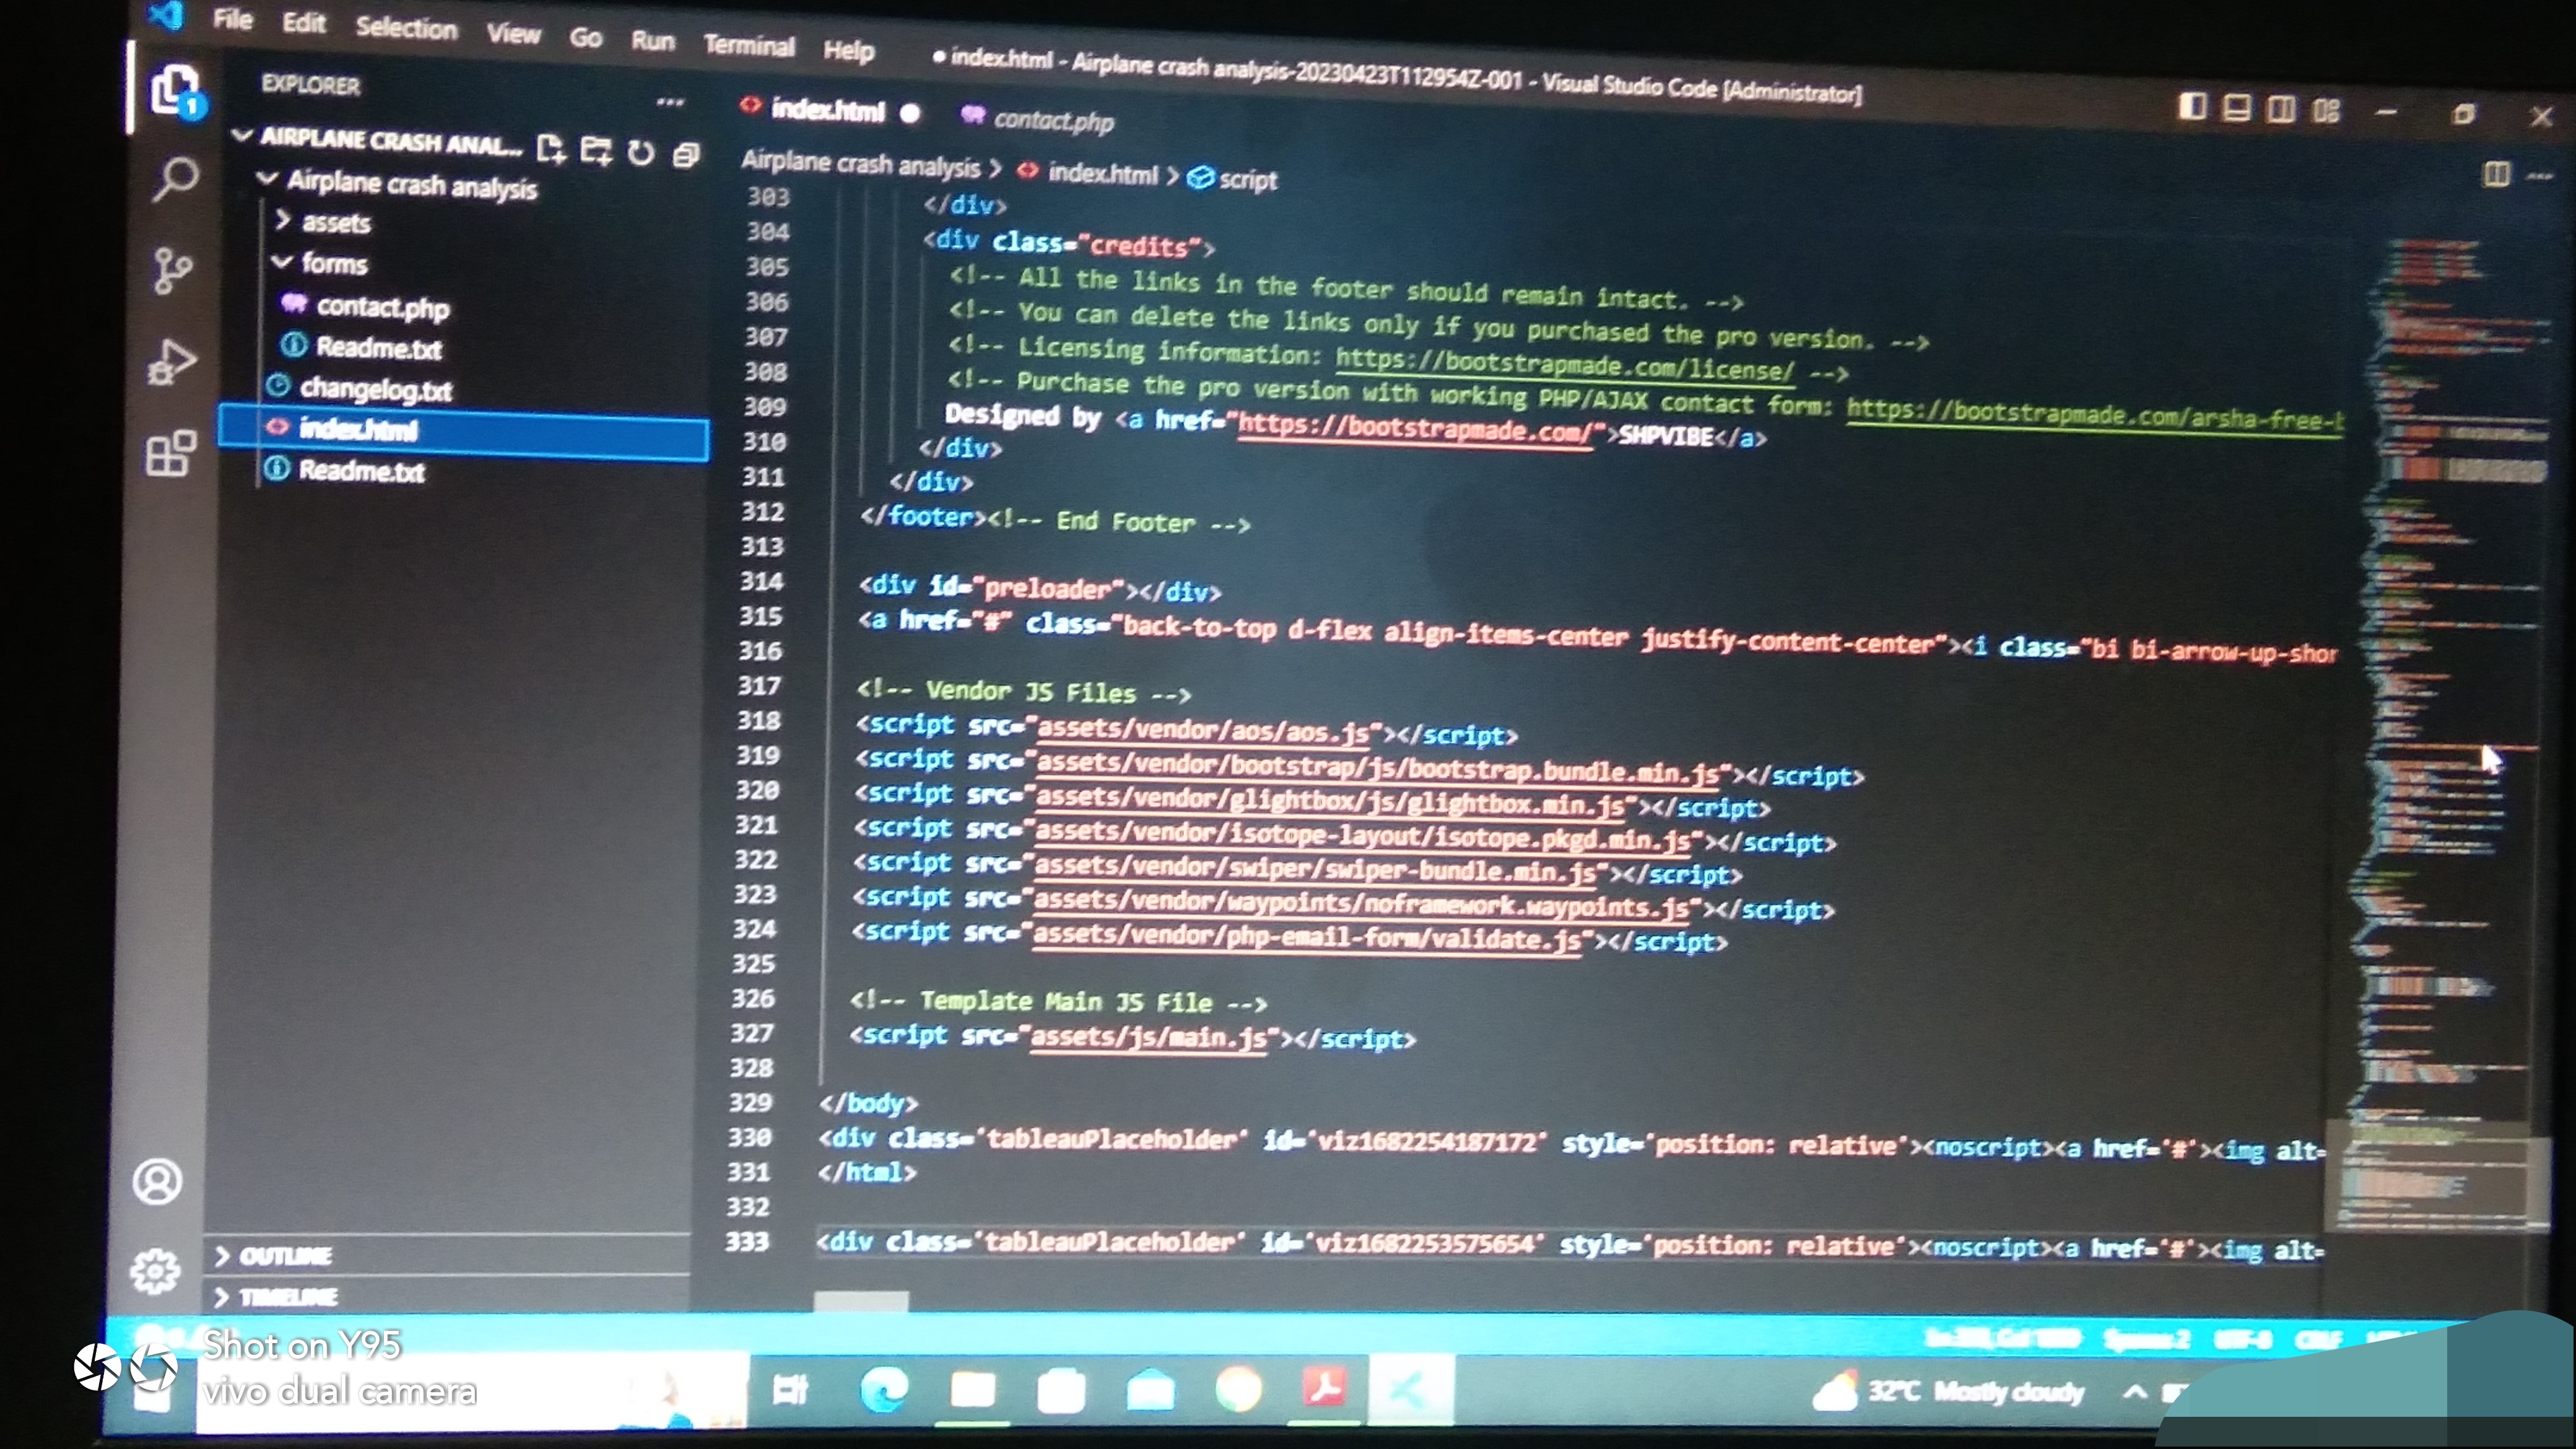 File Edit Selection View Go Run Terminal Help ● index.html - Airplane crash analysis-20230423T112954Z-001 - Visual Studio Code [Administrator]
EXPLORER
AIRPLANE CRASH ANAL...
Airplane crash analysis
assets
forms
contact.php
Readme.txt
changelog.txt
index.html
Readme.txt
OUTLINE
TIMELINE
1
index.html contact.php
Airplane crash analysis > index.html > script
303 </div>
304 <div class="credits">
305 <!-- All the links in the footer should remain intact. -->
306 <!-- You can delete the links only if you purchased the pro version. -->
307 <!-- Licensing information: https://bootstrapmade.com/license/ -->
308 <!-- Purchase the pro version with working PHP/AJAX contact form: https://bootstrapmade.com/arsha-free-t
309 Designed by <a href="https://bootstrapmade.com/">SHPVIBE</a>
310 </div>
311 </div>
312 </footer><!-- End Footer -->
313
314 <div id="preloader"></div>
315 <a href="#" class="back-to-top d-flex align-items-center justify-content-center"><i class="bi bi-arrow-up-shor
316
317 <!-- Vendor JS Files -->
318 <script src="assets/vendor/aos/aos.js"></script>
319 <script src="assets/vendor/bootstrap/js/bootstrap.bundle.min.js"></script>
320 <script src="assets/vendor/glightbox/js/glightbox.min.js"></script>
321 <script src="assets/vendor/isotope-layout/isotope.pkgd.min.js"></script>
322 <script src="assets/vendor/swiper/swiper-bundle.min.js"></script>
323 <script src="assets/vendor/waypoints/noframework.waypoints.js"></script>
324 <script src="assets/vendor/php-email-form/validate.js"></script>
325
326 <!-- Template Main JS File -->
327 <script src="assets/js/main.js"></script>
328
329 </body>
330 <div class='tableauPlaceholder' id='viz1682254187172' style='position: relative'><noscript><a href='#'><img alt=
331 </html>
332
333 <div class='tableauPlaceholder' id='viz1682253575654' style='position: relative'><noscript><a href='#'><img alt=
Spaces: 2 UTF-8 CRLF
32°C Mostly cloudy
Shot on Y95
vivo dual camera